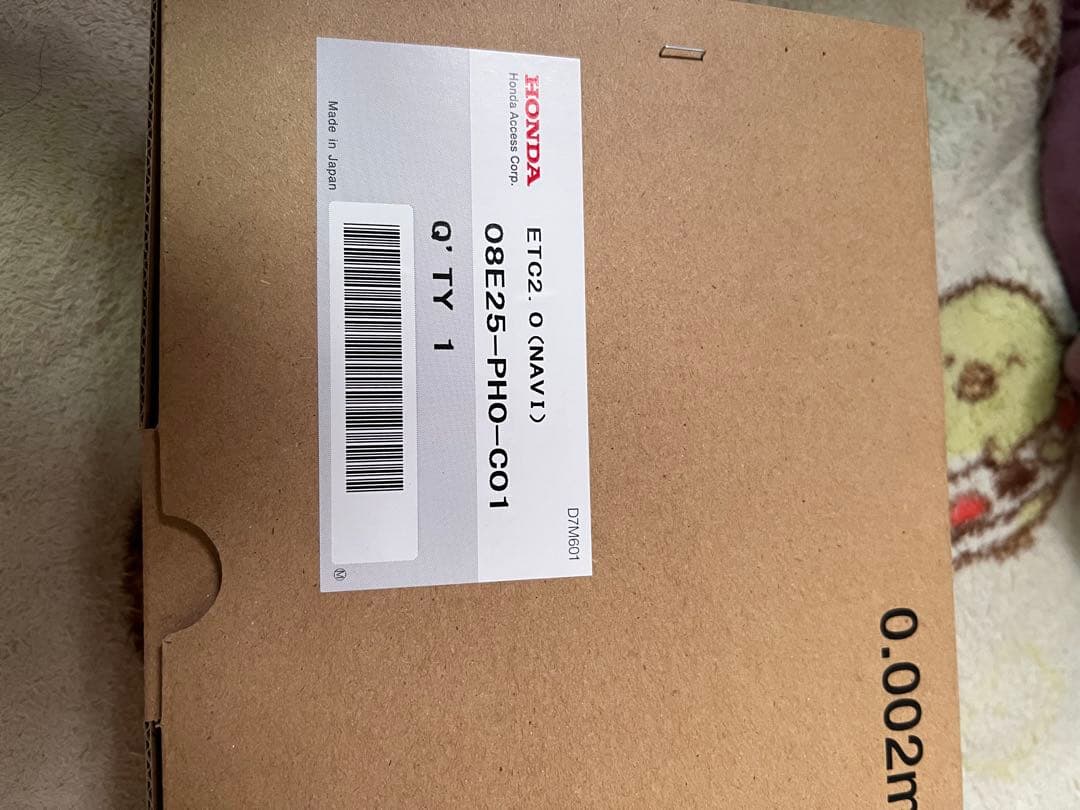 HONDA
Honda Access Corp.
ETC2.0(NAVI)
08E25-PH0-C01
Q'TY 1
D7M601
Made in Japan
Ⓜ
0.002m